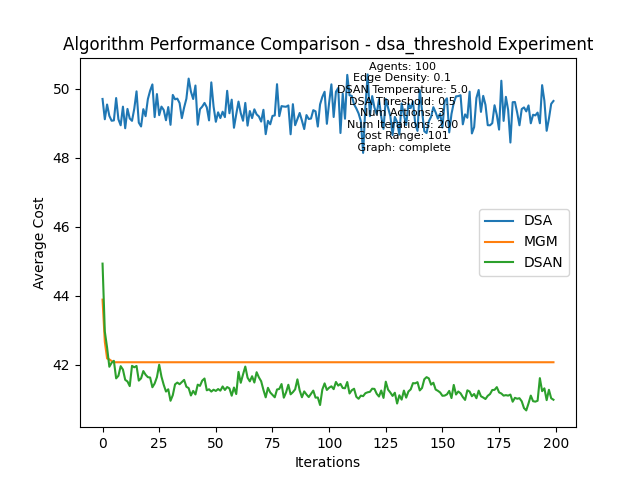 Algorithm Performance Comparison - dsa_threshold Experiment
Agents: 100
Edge Density: 0.1
DSAN Temperature: 5.0
DSA Threshold: 0.5
Num Actions: 3
Num Iterations: 200
Cost Range: 101
Graph: complete
50
48
46
44
42
Average Cost
DSA
MGM
DSAN
0
25
50
75
100
125
150
175
200
Iterations